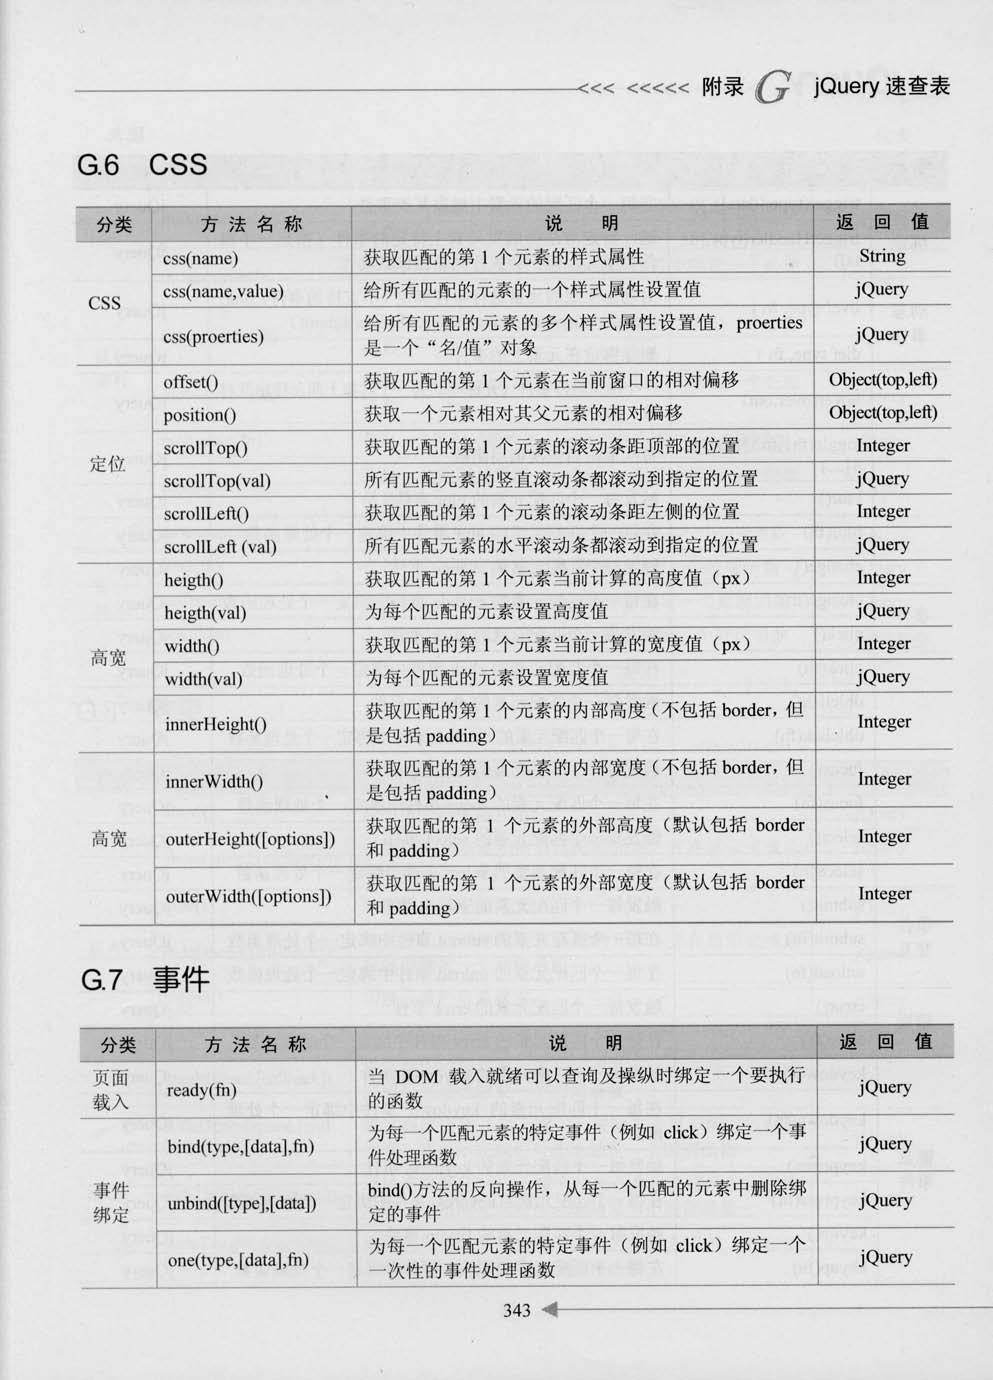 <<< <<<<< 附录 G jQuery 速查表
G.6 CSS
分类 方法名称 说明 返回值
css(name) 获取匹配的第 1 个元素的样式属性 String
CSS css(name,value) 给所有匹配的元素的一个样式属性设置值 jQuery
css(proerties) 给所有匹配的元素的多个样式属性设置值，proerties jQuery
是一个“名/值”对象
offset() 获取匹配的第 1 个元素在当前窗口的相对偏移 Object(top,left)
position() 获取一个元素相对其父元素的相对偏移 Object(top,left)
scrollTop() 获取匹配的第 1 个元素的滚动条距顶部的位置 Integer
定位 scrollTop(val) 所有匹配元素的竖直滚动条都滚动到指定的位置 jQuery
scrollLeft() 获取匹配的第 1 个元素的滚动条距左侧的位置 Integer
scrollLeft (val) 所有匹配元素的水平滚动条都滚动到指定的位置 jQuery
heigth() 获取匹配的第 1 个元素当前计算的高度值（px） Integer
heigth(val) 为每个匹配的元素设置高度值 jQuery
高宽 width() 获取匹配的第 1 个元素当前计算的宽度值（px） Integer
width(val) 为每个匹配的元素设置宽度值 jQuery
innerHeight() 获取匹配的第 1 个元素的内部高度（不包括 border，但 Integer
是包括 padding）
innerWidth() 获取匹配的第 1 个元素的内部宽度（不包括 border，但 Integer
是包括 padding）
高宽 outerHeight([options]) 获取匹配的第 1 个元素的外部高度（默认包括 border Integer
和 padding）
outerWidth([options]) 获取匹配的第 1 个元素的外部宽度（默认包括 border Integer
和 padding）
G.7 事件
分类 方法名称 说明 返回值
页面 ready(fn) 当 DOM 载入就绪可以查询及操纵时绑定一个要执行 jQuery
载入 的函数
bind(type,[data],fn) 为每一个匹配元素的特定事件（例如 click）绑定一个事 jQuery
件处理函数
事件 unbind([type],[data]) bind()方法的反向操作，从每一个匹配的元素中删除绑 jQuery
绑定 定的事件
one(type,[data],fn) 为每一个匹配元素的特定事件（例如 click）绑定一个 jQuery
一次性的事件处理函数
343